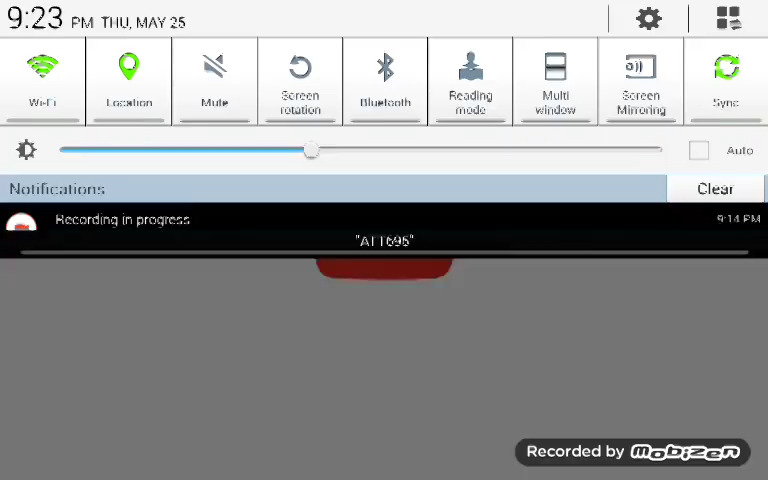 9:23 PM THU, MAY 25
Wi-Fi
Location
Mute
Screen
rotation
Bluetooth
Reading
mode
Multi
window
Screen
Mirroring
Sync
Auto
Notifications
Clear
Recording in progress
9:14 PM
"ATT696"
Recorded by Mobizen